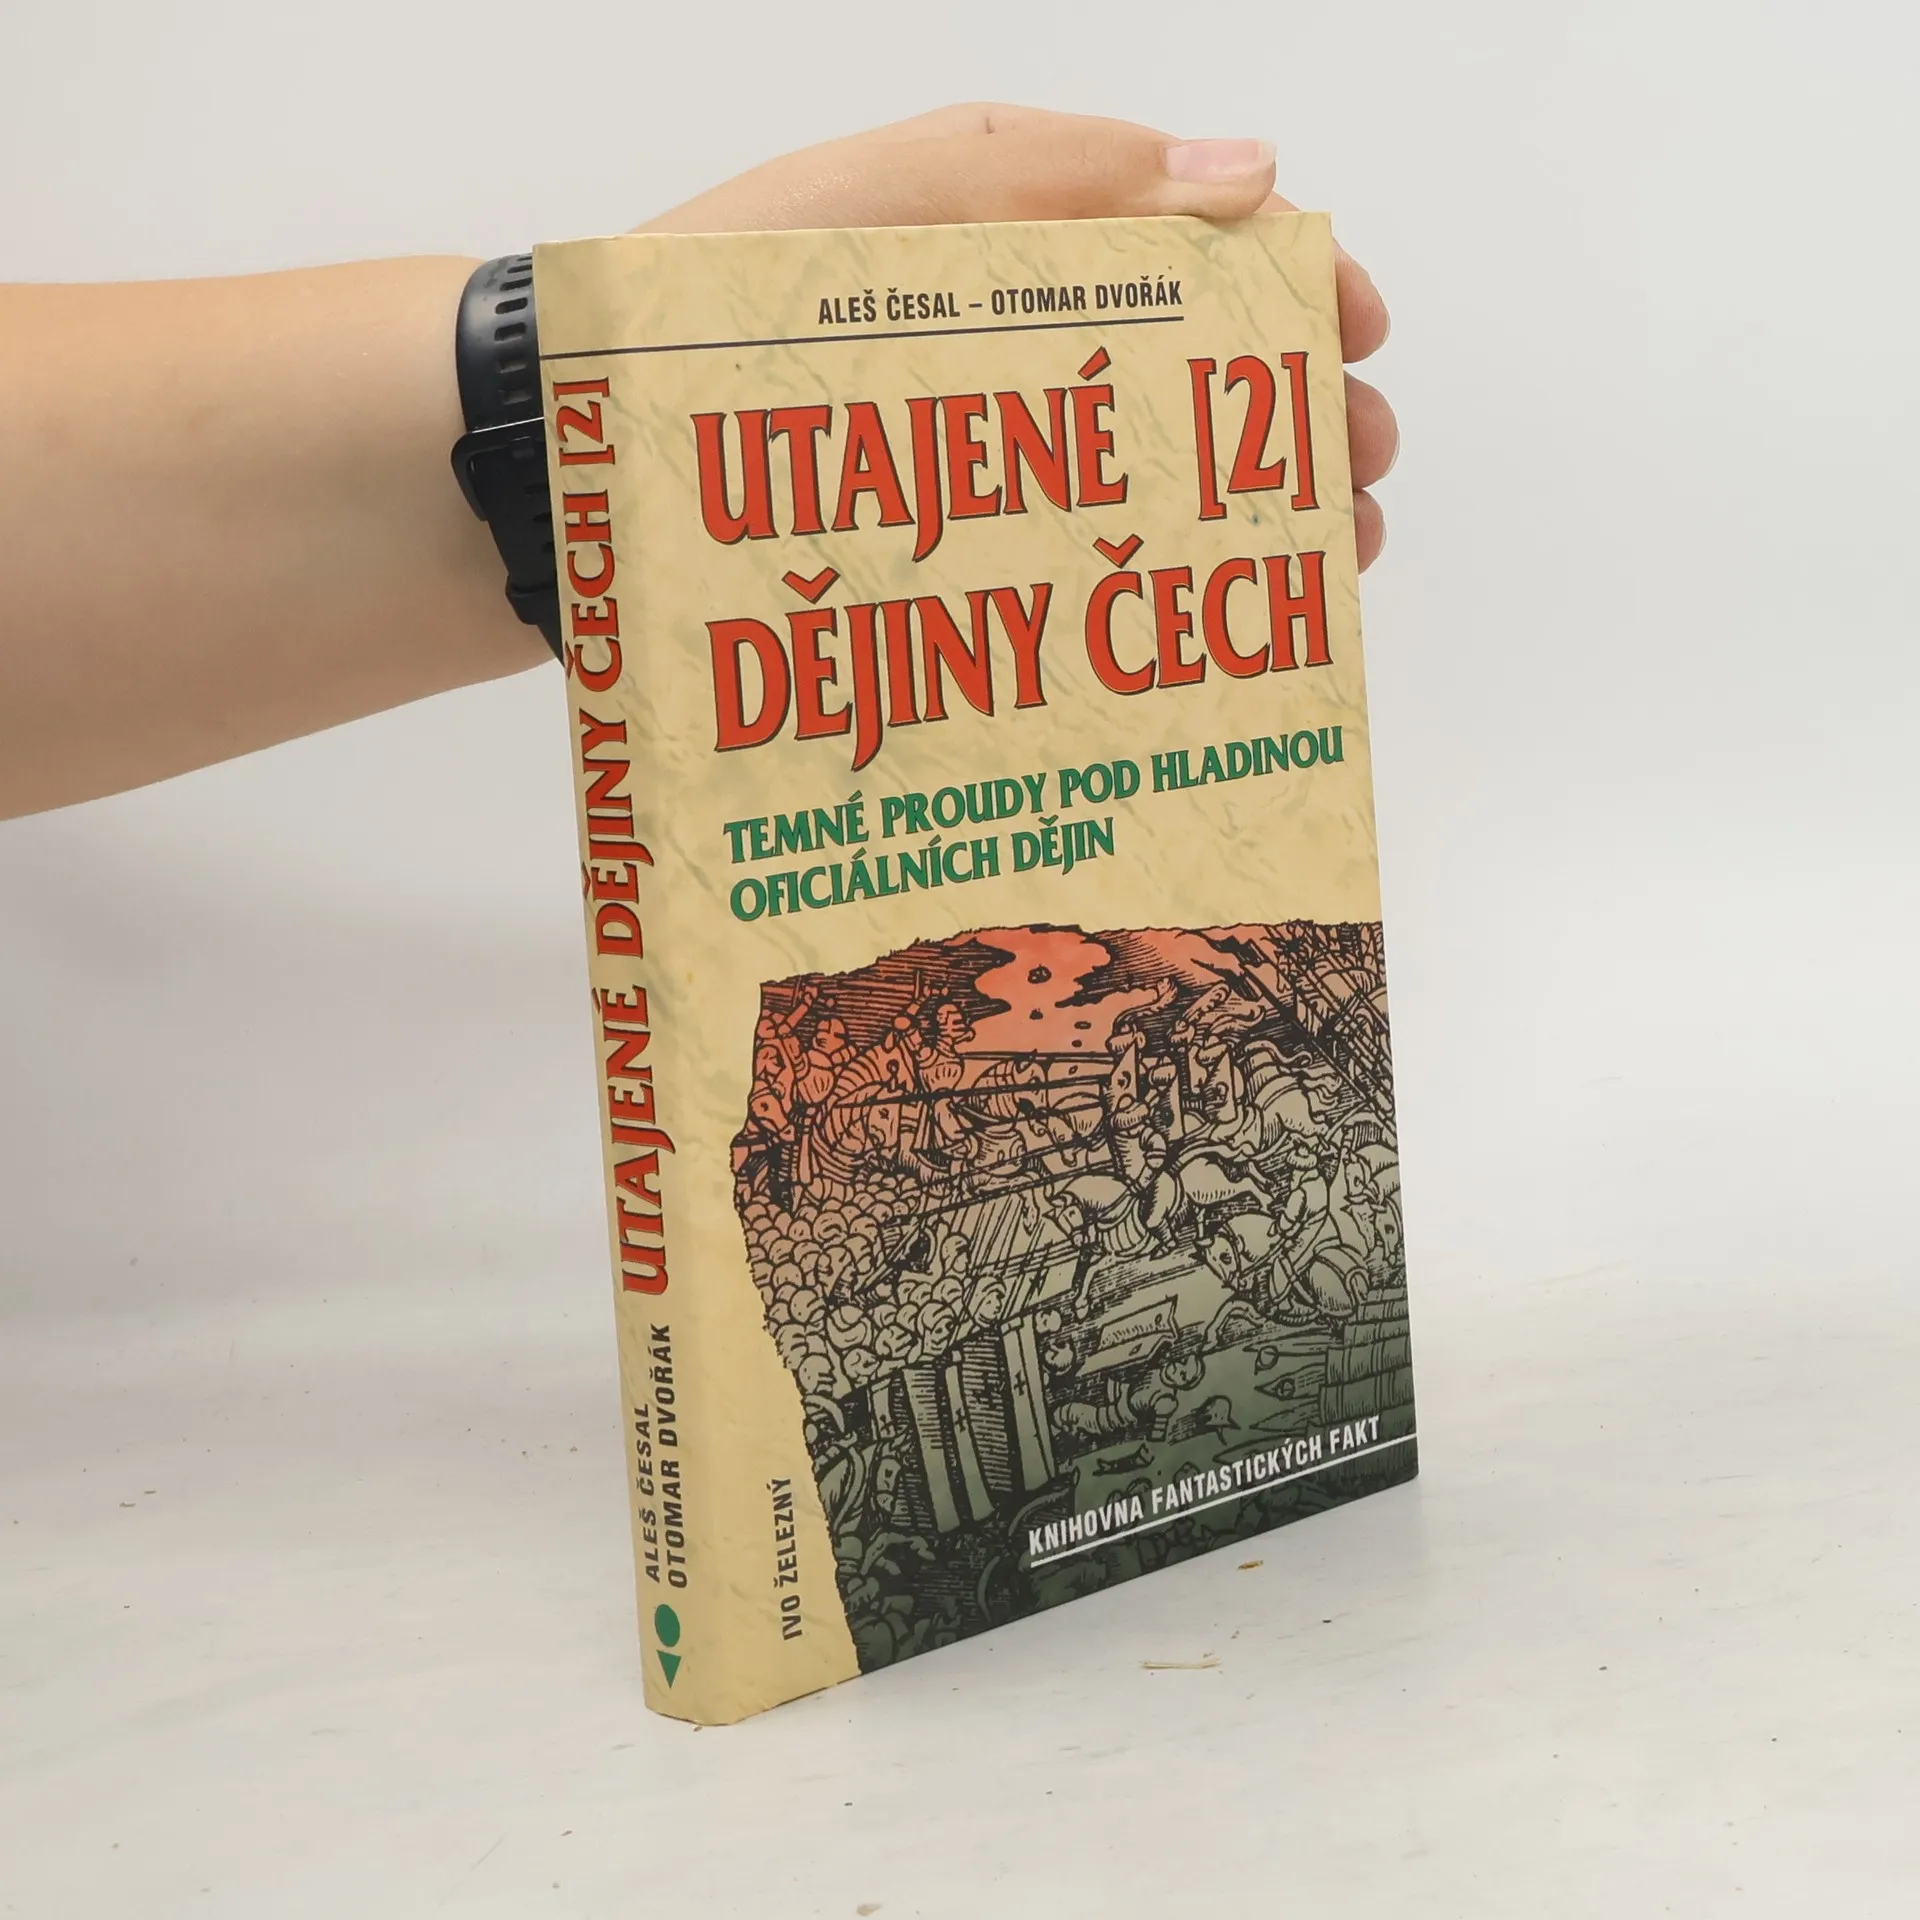 ALEŠ ČESAL – OTOMAR DVOŘÁK
UTAJENÉ [2]
DĚJINY ČECH
TEMNÉ PROUDY POD HLADINOU
OFICIÁLNÍCH DĚJIN
KNIHOVNA FANTASTICKÝCH FAKT
IVO ŽELEZNÝ
UTAJENÉ DĚJINY ČECH [2]
ALEŠ ČESAL
OTOMAR DVOŘÁK